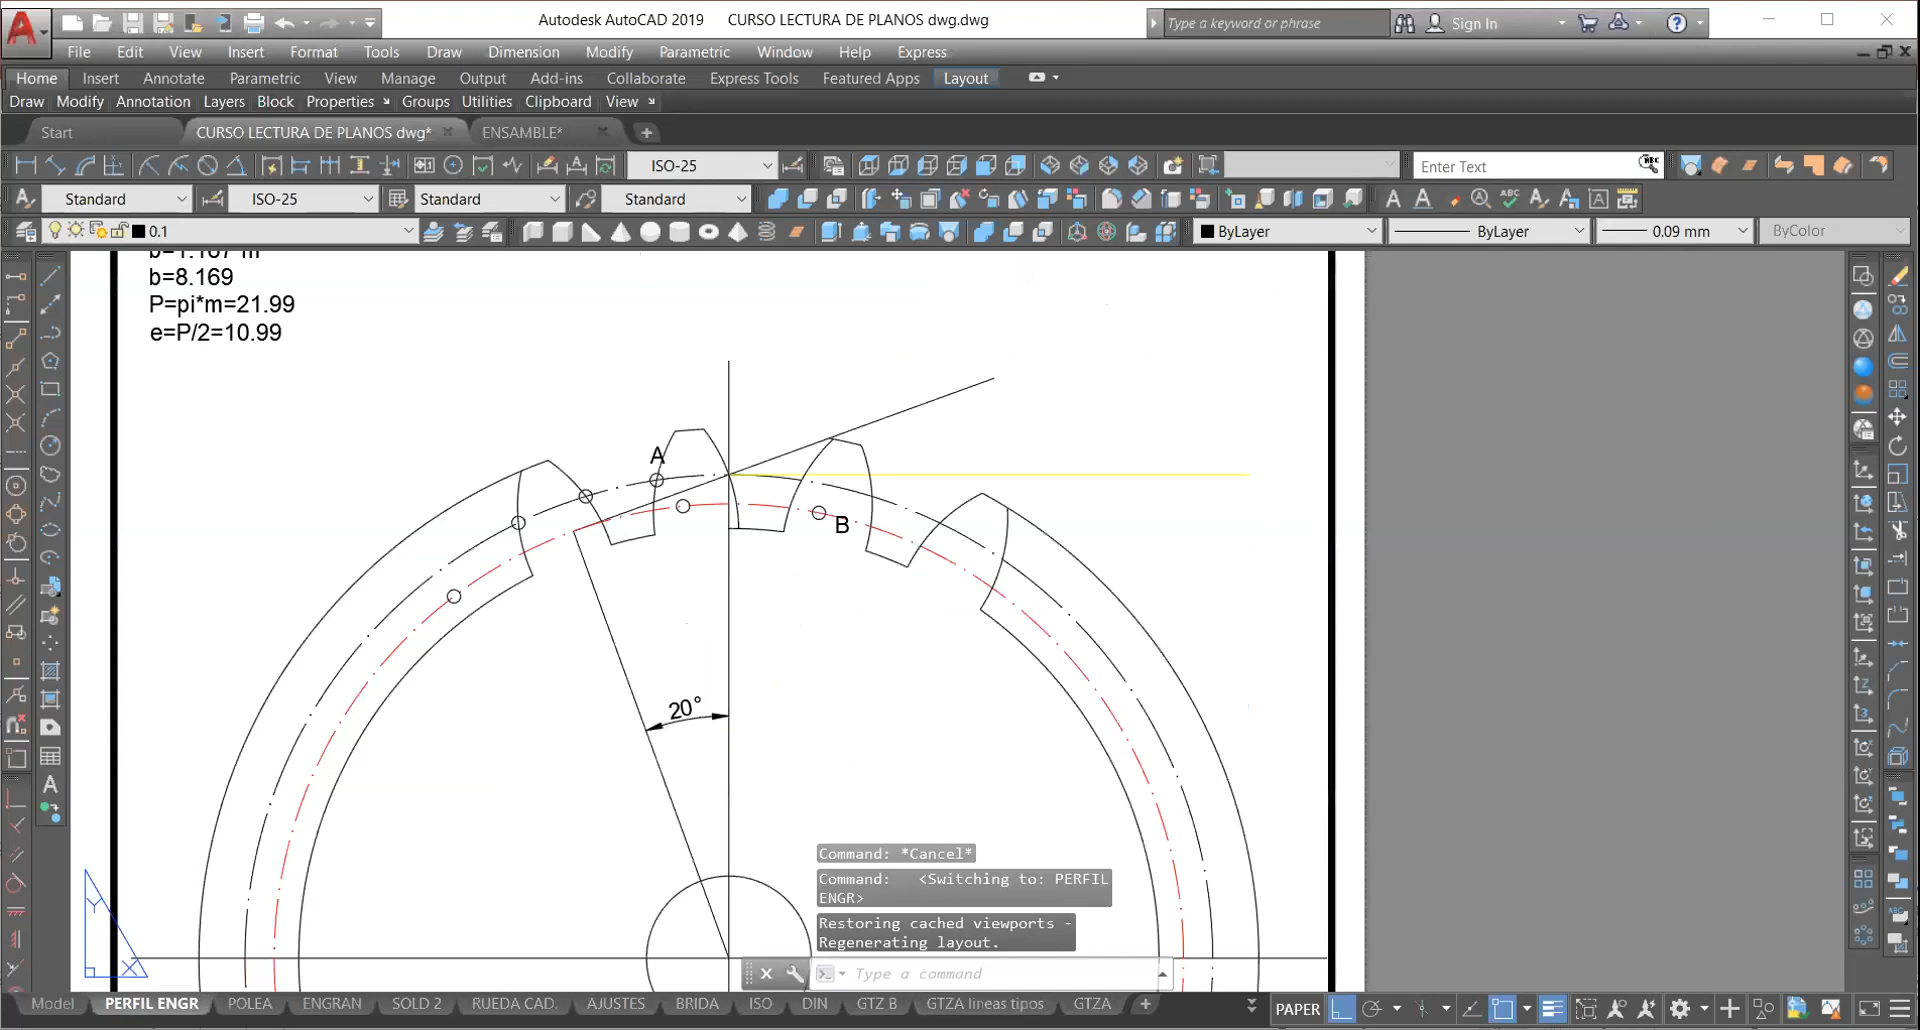 Autodesk AutoCAD 2019 CURSO LECTURA DE PLANOS dwg.dwg
Type a keyword or phrase
Sign In
File Edit View Insert Format Tools Draw Dimension Modify Parametric Window Help Express
Home Insert Annotate Parametric View Manage Output Add-ins Collaborate Express Tools Featured Apps Layout
Draw Modify Annotation Layers Block Properties Groups Utilities Clipboard View
Start CURSO LECTURA DE PLANOS dwg* ENSAMBLE*
ISO-25
Enter Text
Standard ISO-25 Standard Standard
0.1
ByLayer ByLayer 0.09 mm ByColor
b=8.169
P=pi*m=21.99
e=P/2=10.99
A
B
20°
Command: *Cancel*
Command: <Switching to: PERFIL
ENGR>
Restoring cached viewports -
Regenerating layout.
Type a command
Y
X
Model PERFIL ENGR POLEA ENGRAN SOLD 2 RUEDA CAD. AJUSTES BRIDA ISO DIN GTZ B GTZA lineas tipos GTZA
PAPER